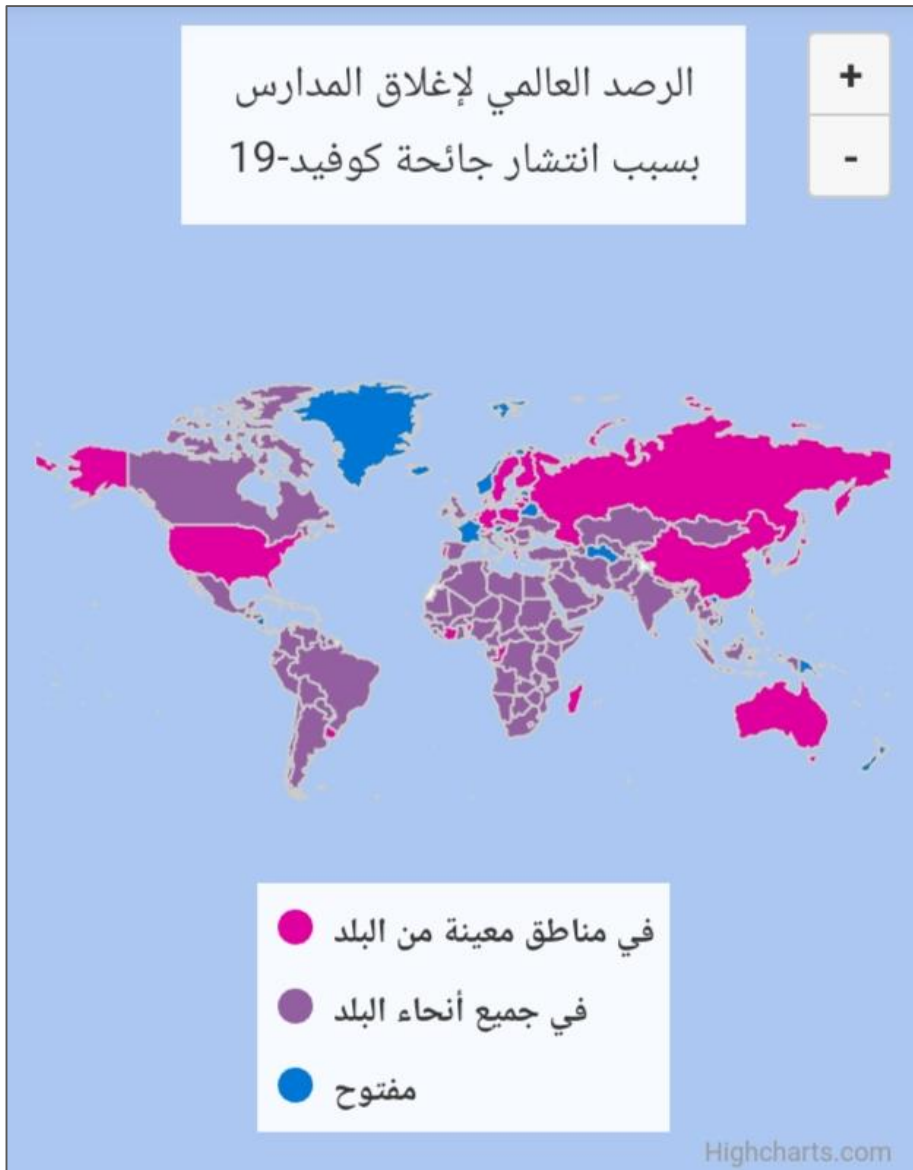 الرصد العالمي لإغلاق المدارس
بسبب انتشار جائحة كوفيد-19
+
-
في مناطق معينة من البلد
في جميع أنحاء البلد
مفتوح
Highcharts.com